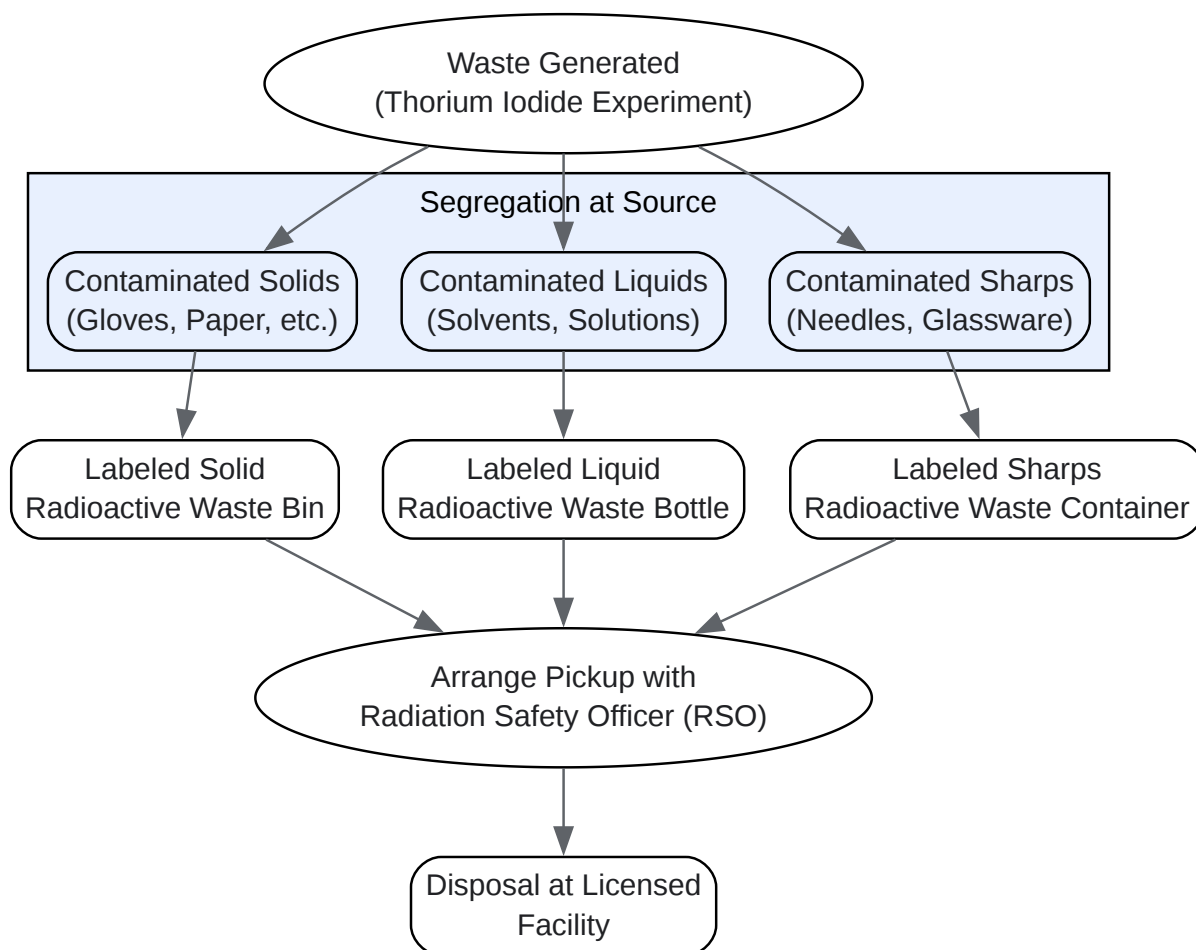 Waste Generated
(Thorium Iodide Experiment)
Segregation at Source
Contaminated Solids
(Gloves, Paper, etc.)
Contaminated Liquids
(Solvents, Solutions)
Contaminated Sharps
(Needles, Glassware)
Labeled Solid
Radioactive Waste Bin
Labeled Liquid
Radioactive Waste Bottle
Labeled Sharps
Radioactive Waste Container
Arrange Pickup with
Radiation Safety Officer (RSO)
Disposal at Licensed
Facility